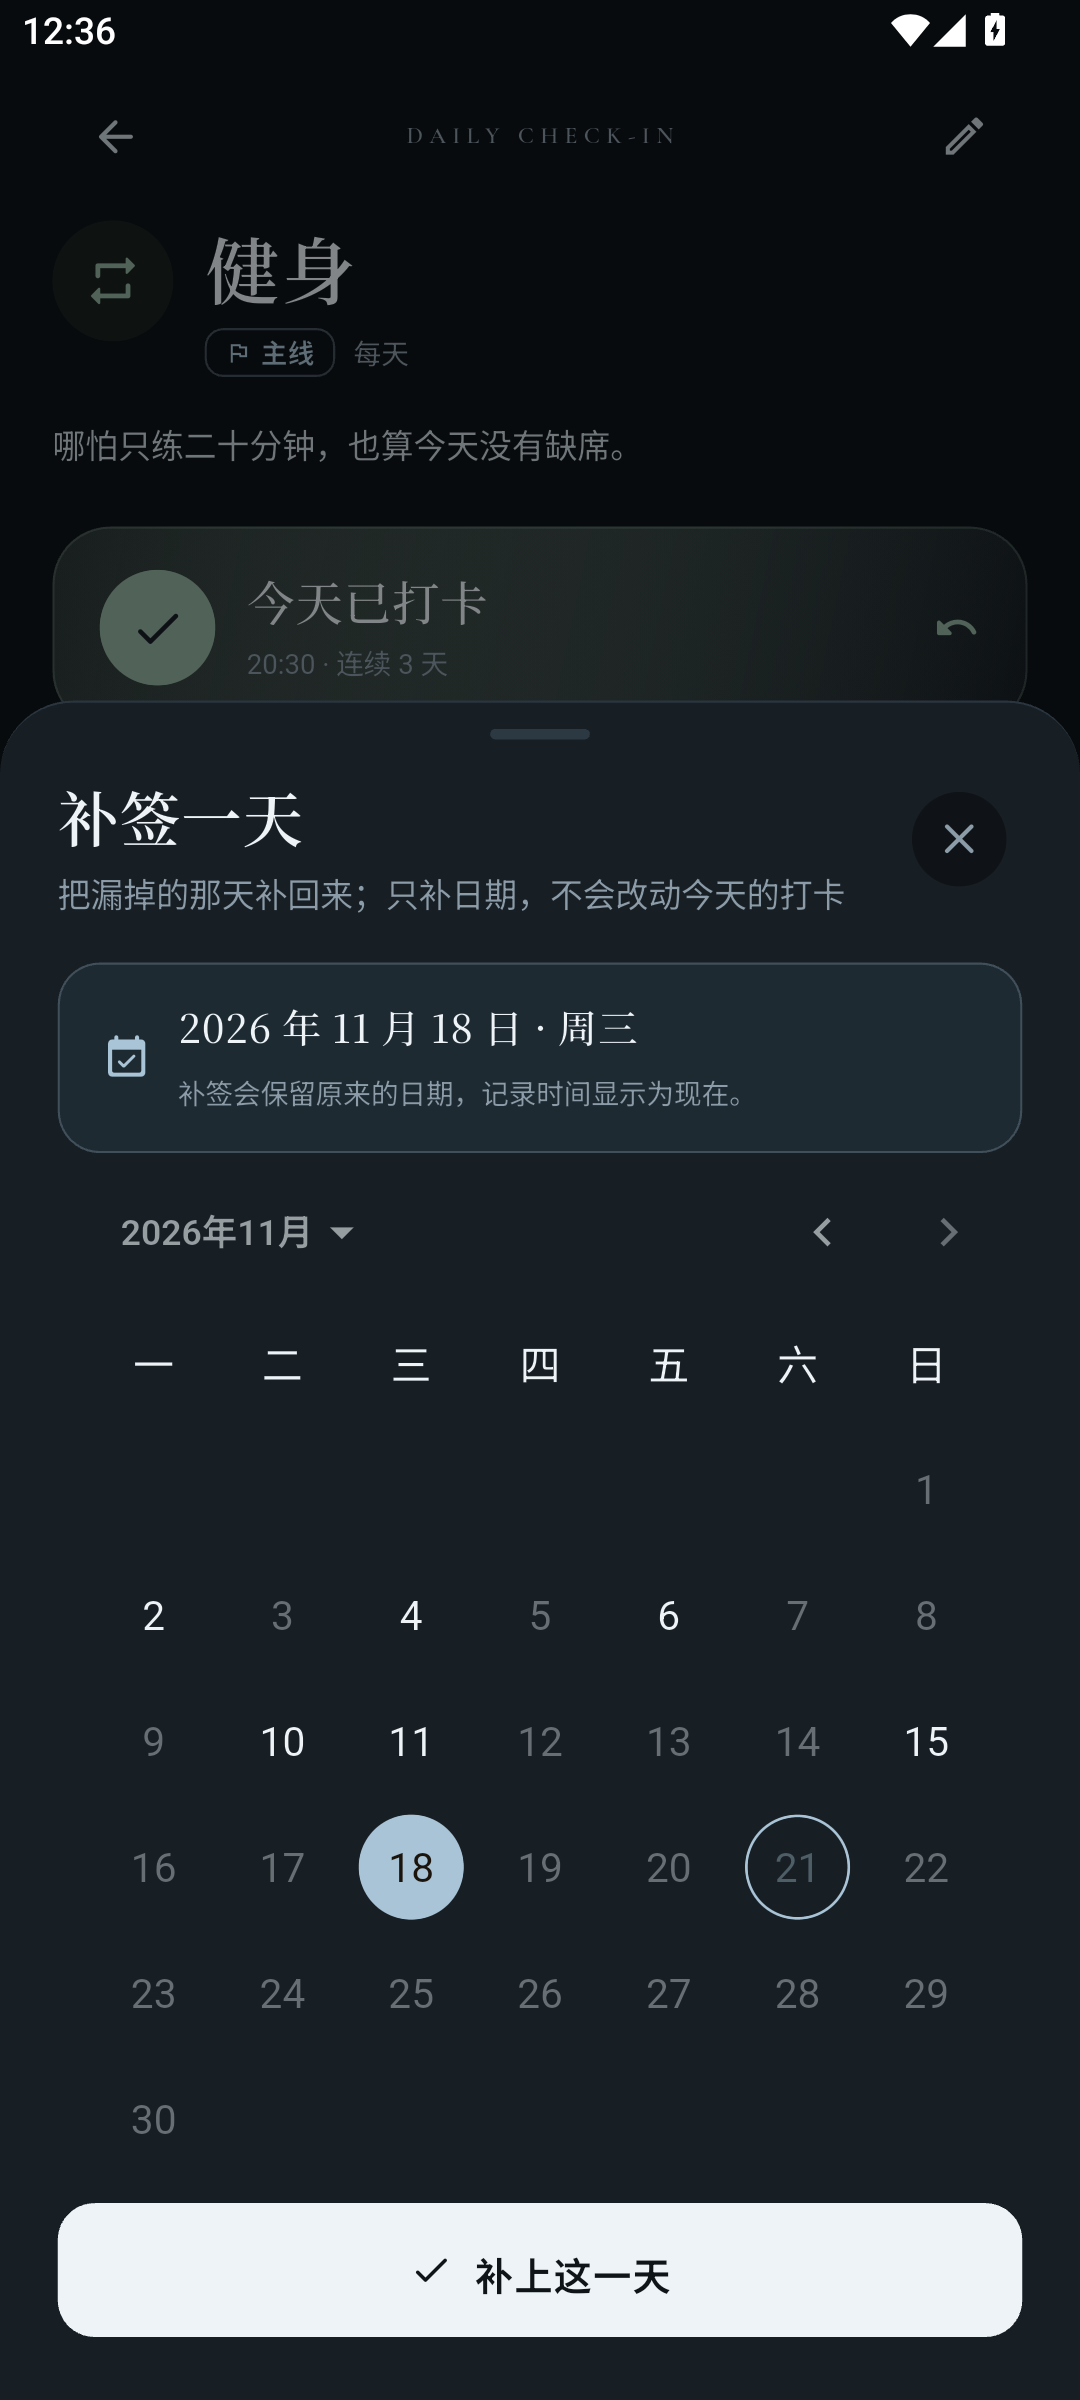 12:36
DAILY CHECK-IN
健身
主线 每天
哪怕只练二十分钟，也算今天没有缺席。
今天已打卡
20:30 · 连续 3 天
补签一天
把漏掉的那天补回来；只补日期，不会改动今天的打卡
2026 年 11 月 18 日 · 周三
补签会保留原来的日期，记录时间显示为现在。
2026年11月
一 二 三 四 五 六 日
1
2 3 4 5 6 7 8
9 10 11 12 13 14 15
16 17 18 19 20 21 22
23 24 25 26 27 28 29
30
补上这一天